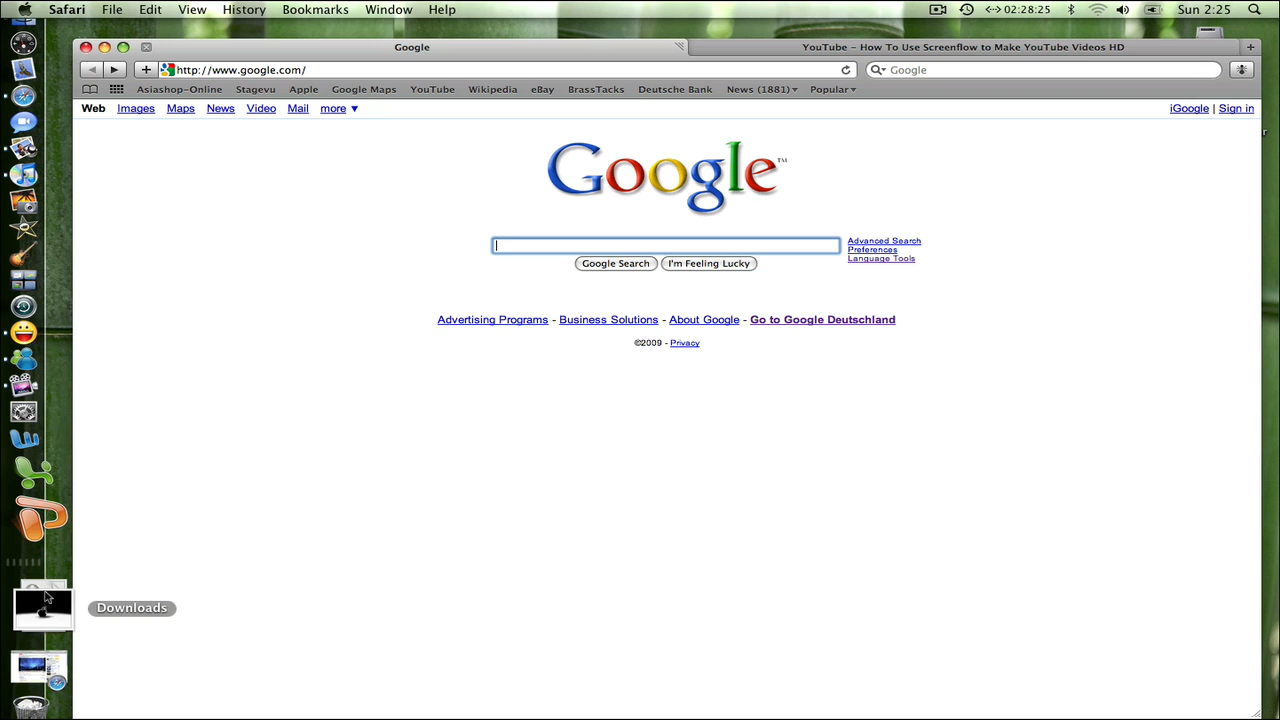 Safari File Edit View History Bookmarks Window Help 02:28:25 Sun 2:25
Google YouTube – How To Use Screenflow to Make YouTube Videos HD
http://www.google.com/ Google
Asiashop-Online Stagevu Apple Google Maps YouTube Wikipedia eBay BrassTacks Deutsche Bank News (1881) Popular
Web Images Maps News Video Mail more iGoogle | Sign in
Google™
Advanced Search
Preferences
Language Tools
Google Search I'm Feeling Lucky
Advertising Programs - Business Solutions - About Google - Go to Google Deutschland
©2009 - Privacy
Downloads